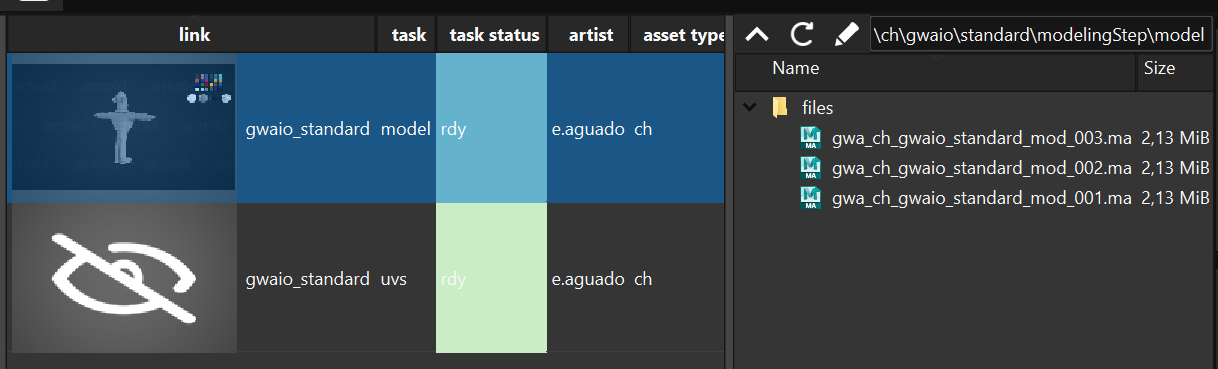 link task task status artist asset type
gwaio_standard model rdy e.aguado ch
gwaio_standard uvs rdy e.aguado ch
\ch\gwaio\standard\modelingStep\model
Name Size
files
MA gwa_ch_gwaio_standard_mod_003.ma 2,13 MiB
MA gwa_ch_gwaio_standard_mod_002.ma 2,13 MiB
MA gwa_ch_gwaio_standard_mod_001.ma 2,13 MiB